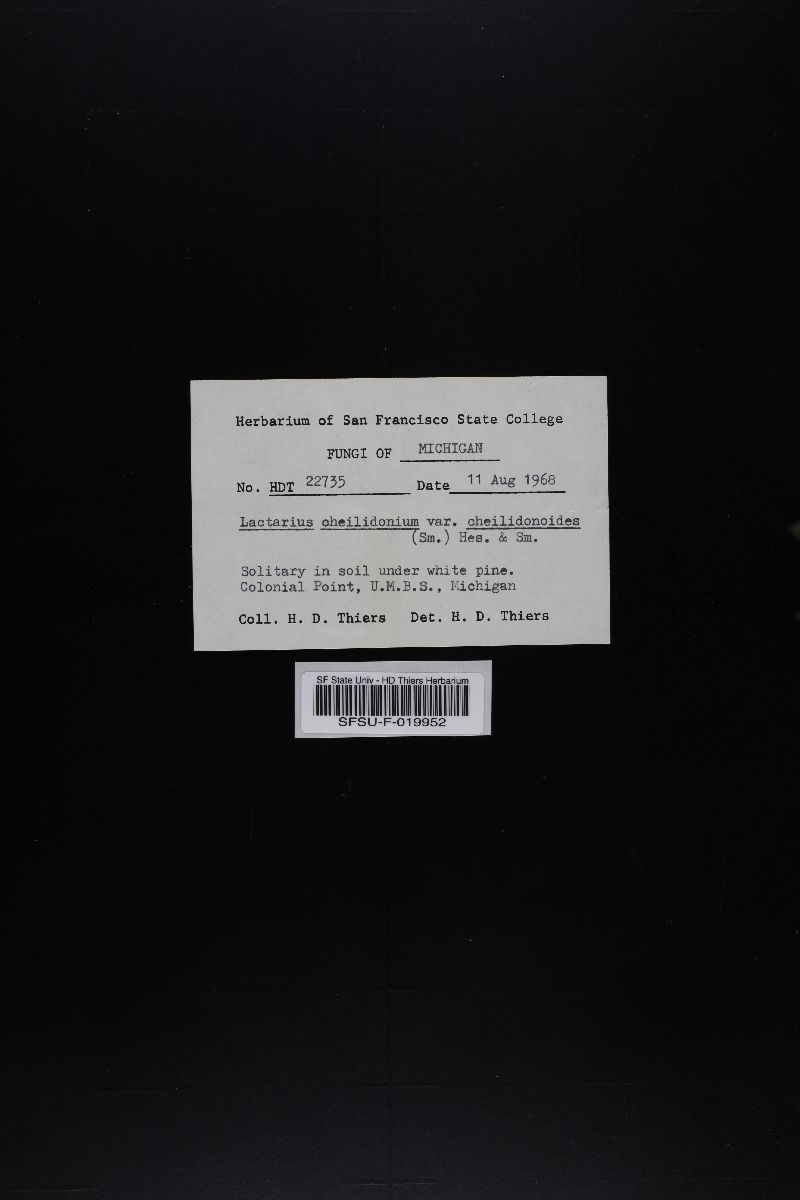 Herbarium of San Francisco State College
FUNGI OF MICHIGAN
No. HDT 22735 Date 11 Aug 1968
Lactarius cheilidonium var. cheilidonoides
(Sm.) Hes. & Sm.
Solitary in soil under white pine.
Colonial Point, U.M.B.S., Michigan
Coll. H. D. Thiers Det. H. D. Thiers
SF State Univ - HD Thiers Herbarium
SFSU-F-019952